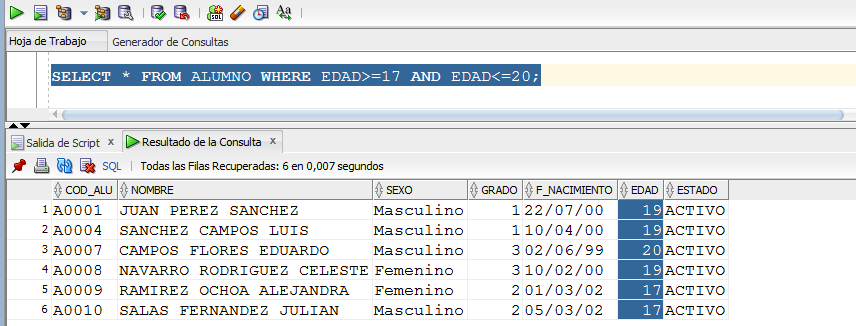 Hoja de Trabajo Generador de Consultas
SELECT * FROM ALUMNO WHERE EDAD>=17 AND EDAD<=20;
Salida de Script x Resultado de la Consulta x
SQL Todas las Filas Recuperadas: 6 en 0,007 segundos
COD_ALU NOMBRE SEXO GRADO F_NACIMIENTO EDAD ESTADO
1 A0001 JUAN PEREZ SANCHEZ Masculino 1 22/07/00 19 ACTIVO
2 A0004 SANCHEZ CAMPOS LUIS Masculino 1 10/04/00 19 ACTIVO
3 A0007 CAMPOS FLORES EDUARDO Masculino 3 02/06/99 20 ACTIVO
4 A0008 NAVARRO RODRIGUEZ CELESTE Femenino 3 10/02/00 19 ACTIVO
5 A0009 RAMIREZ OCHOA ALEJANDRA Femenino 2 01/03/02 17 ACTIVO
6 A0010 SALAS FERNANDEZ JULIAN Masculino 2 05/03/02 17 ACTIVO